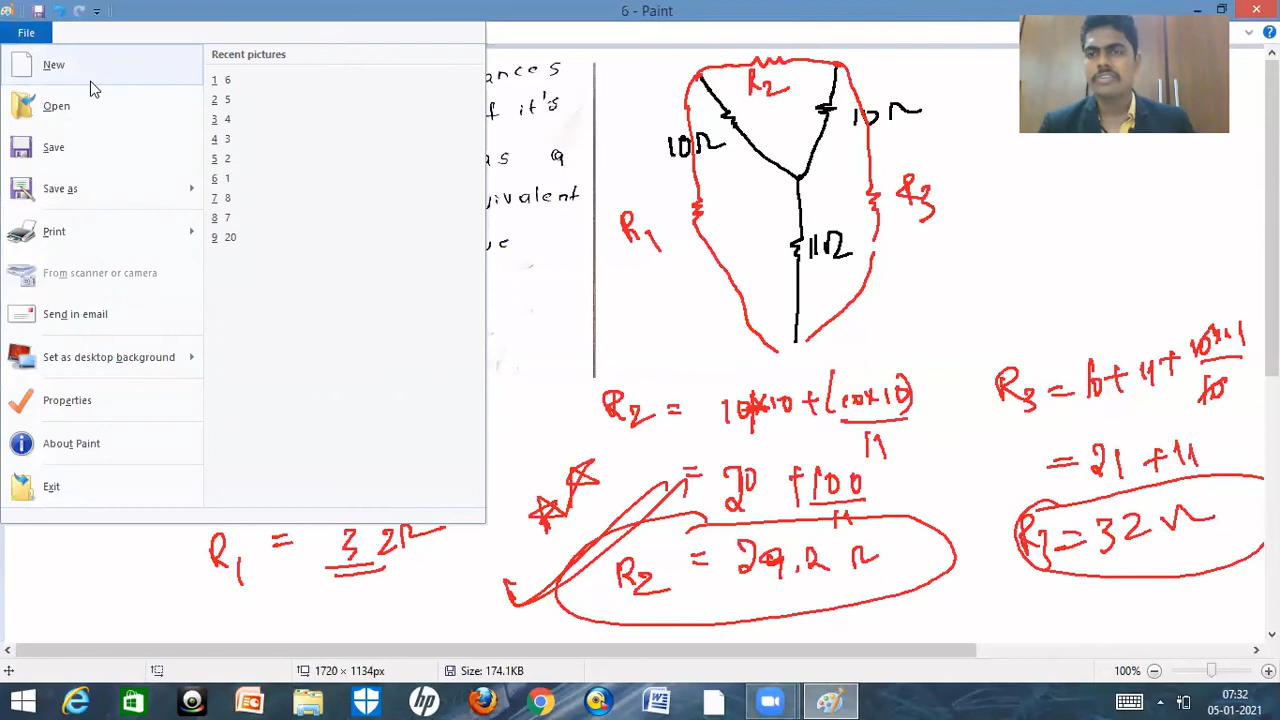 6 - Paint
File
New
Open
Save
Save as
Print
From scanner or camera
Send in email
Set as desktop background
Properties
About Paint
Exit
Recent pictures
1 6
2 5
3 4
4 3
5 2
6 1
7 8
8 7
9 20
ances
f it's
as a
ivalent
R2
10Ω
10Ω
R1
R3
11Ω
R2 = 10+10 + (10×10)
11
= 20 + 100
11
R2 = 29.2 Ω
R3 = 10 + 11 + 10×11
10
= 21 + 11
R3 = 32 Ω
R1 = 32Ω
1720 × 1134px
Size: 174.1KB
100%
hp
07:32
05-01-2021